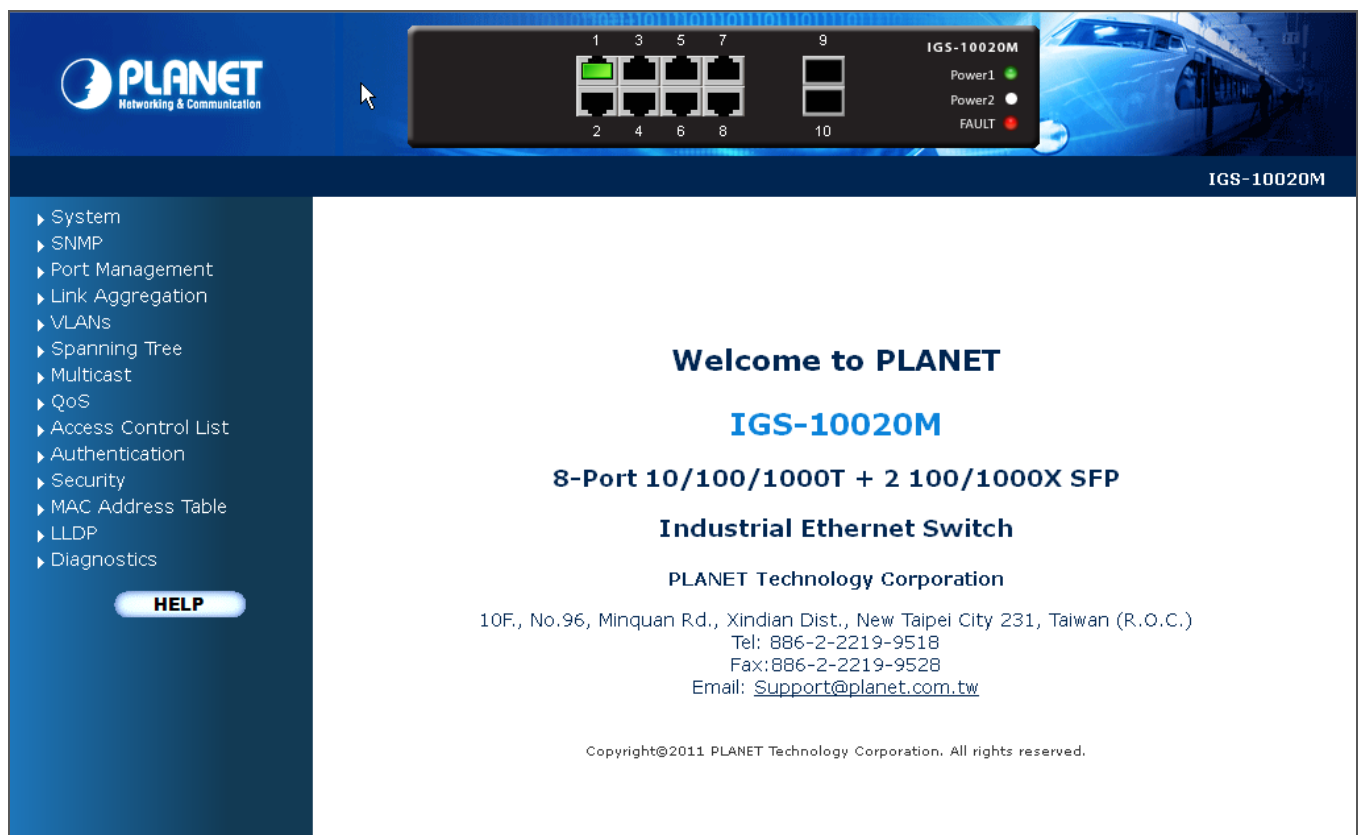 PLANET
Networking & Communication
1 3 5 7 9
2 4 6 8 10
IGS-10020M
Power1
Power2
FAULT
IGS-10020M
System
SNMP
Port Management
Link Aggregation
VLANs
Spanning Tree
Multicast
QoS
Access Control List
Authentication
Security
MAC Address Table
LLDP
Diagnostics
HELP
Welcome to PLANET
IGS-10020M
8-Port 10/100/1000T + 2 100/1000X SFP
Industrial Ethernet Switch
PLANET Technology Corporation
10F., No.96, Minquan Rd., Xindian Dist., New Taipei City 231, Taiwan (R.O.C.)
Tel: 886-2-2219-9518
Fax:886-2-2219-9528
Email: Support@planet.com.tw
Copyright©2011 PLANET Technology Corporation. All rights reserved.